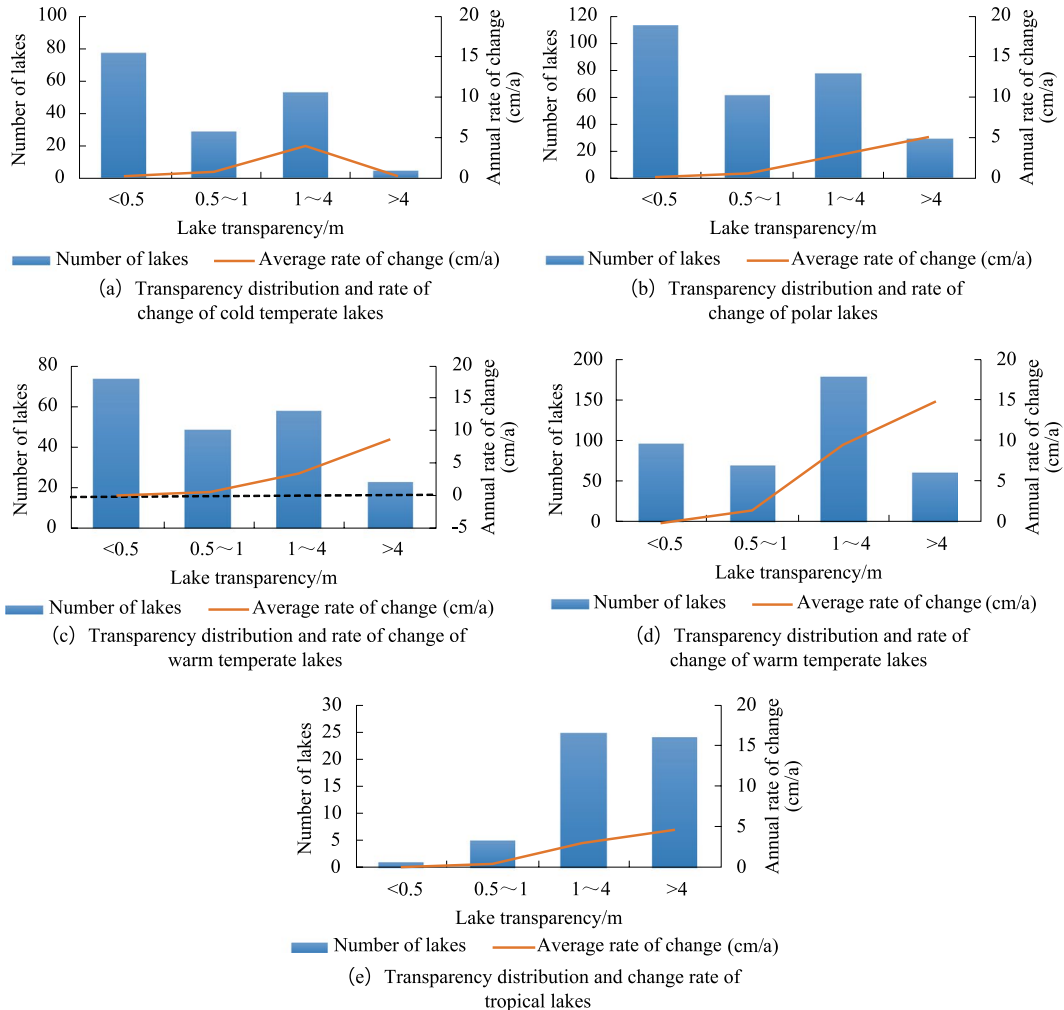 100
80
60
40
20
0
Number of lakes
20
15
10
5
0
Annual rate of change
(cm/a)
<0.5
0.5～1
1～4
>4
Lake transparency/m
Number of lakes
Average rate of change (cm/a)
(a) Transparency distribution and rate of
change of cold temperate lakes
120
100
80
60
40
20
0
Number of lakes
20
15
10
5
0
Annual rate of change
(cm/a)
<0.5
0.5～1
1～4
>4
Lake transparency/m
Number of lakes
Average rate of change (cm/a)
(b) Transparency distribution and rate of
change of polar lakes
80
60
40
20
0
Number of lakes
20
15
10
5
0
-5
Annual rate of change
(cm/a)
<0.5
0.5～1
1～4
>4
Lake transparency/m
Number of lakes
Average rate of change (cm/a)
(c) Transparency distribution and rate of change of
warm temperate lakes
200
150
100
50
0
Number of lakes
20
15
10
5
0
Annual rate of change
(cm/a)
<0.5
0.5～1
1～4
>4
Lake transparency/m
Number of lakes
Average rate of change (cm/a)
(d) Transparency distribution and rate of
change of warm temperate lakes
30
25
20
15
10
5
0
Number of lakes
20
15
10
5
0
Annual rate of change
(cm/a)
<0.5
0.5～1
1～4
>4
Lake transparency/m
Number of lakes
Average rate of change (cm/a)
(e) Transparency distribution and change rate of
tropical lakes